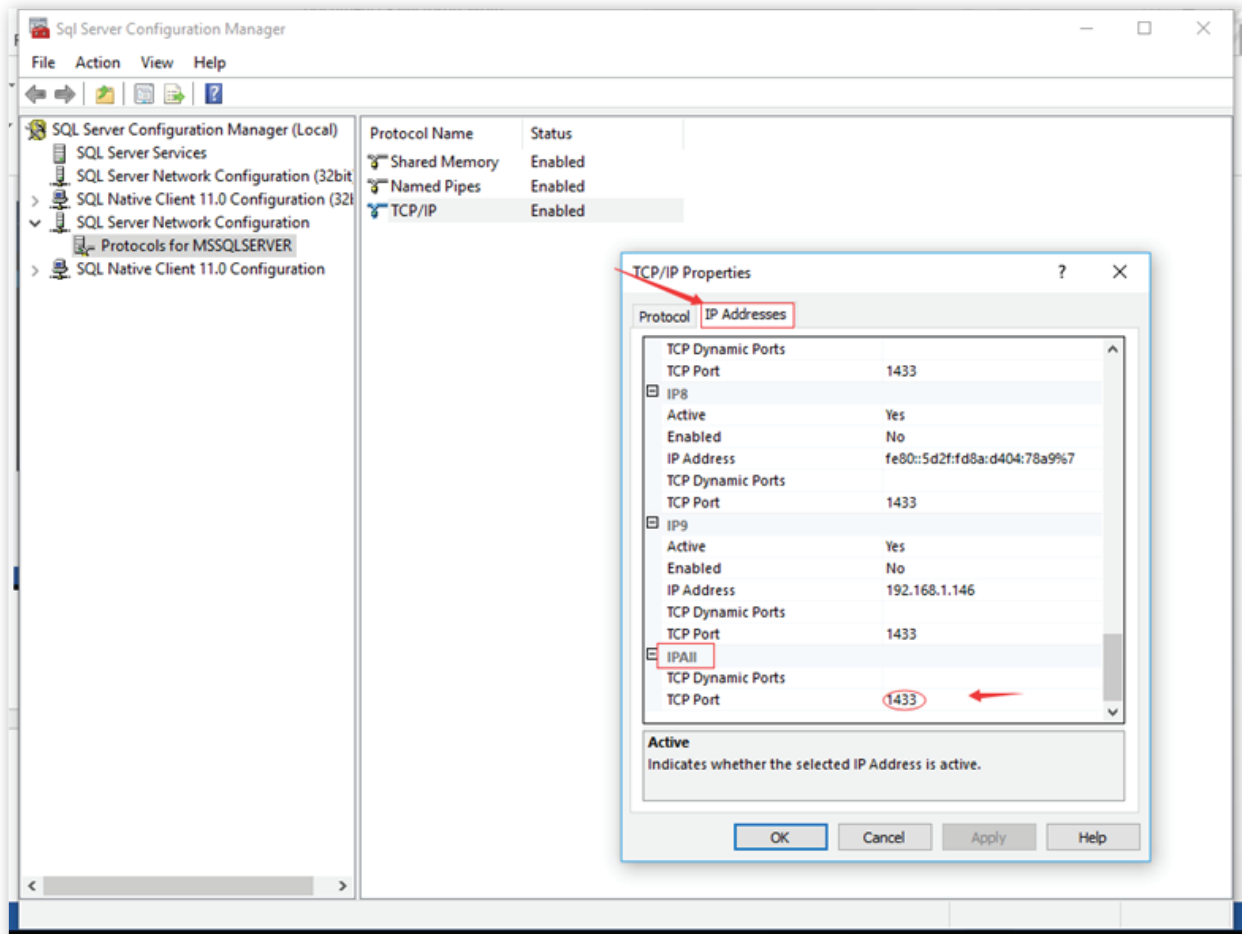 Sql Server Configuration Manager
File Action View Help
SQL Server Configuration Manager (Local)
SQL Server Services
SQL Server Network Configuration (32bit
SQL Native Client 11.0 Configuration (32b
SQL Server Network Configuration
Protocols for MSSQLSERVER
SQL Native Client 11.0 Configuration
Protocol Name Status
Shared Memory Enabled
Named Pipes Enabled
TCP/IP Enabled
TCP/IP Properties ?
Protocol IP Addresses
TCP Dynamic Ports
TCP Port 1433
IP8
Active Yes
Enabled No
IP Address fe80::5d2f:fd8a:d404:78a9%7
TCP Dynamic Ports
TCP Port 1433
IP9
Active Yes
Enabled No
IP Address 192.168.1.146
TCP Dynamic Ports
TCP Port 1433
IPAll
TCP Dynamic Ports
TCP Port 1433
Active
Indicates whether the selected IP Address is active.
OK Cancel Apply Help